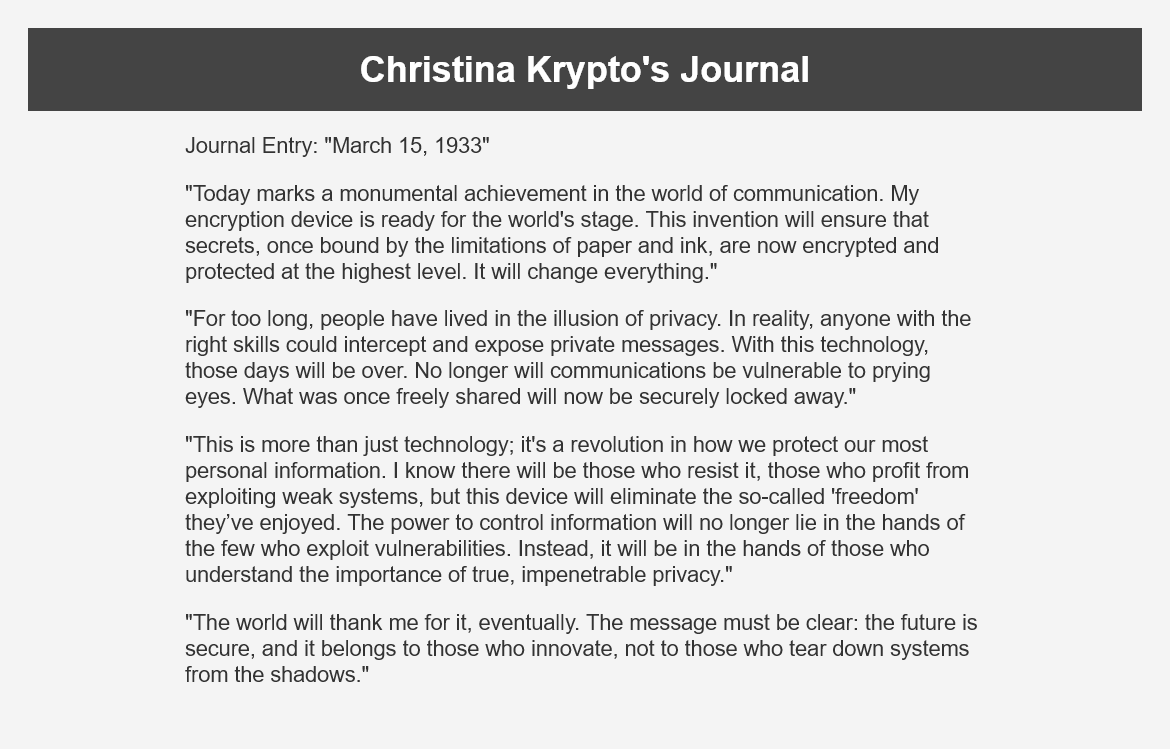 Christina Krypto's Journal
Journal Entry: "March 15, 1933"
"Today marks a monumental achievement in the world of communication. My
encryption device is ready for the world's stage. This invention will ensure that
secrets, once bound by the limitations of paper and ink, are now encrypted and
protected at the highest level. It will change everything."
"For too long, people have lived in the illusion of privacy. In reality, anyone with the
right skills could intercept and expose private messages. With this technology,
those days will be over. No longer will communications be vulnerable to prying
eyes. What was once freely shared will now be securely locked away."
"This is more than just technology; it's a revolution in how we protect our most
personal information. I know there will be those who resist it, those who profit from
exploiting weak systems, but this device will eliminate the so-called 'freedom'
they’ve enjoyed. The power to control information will no longer lie in the hands of
the few who exploit vulnerabilities. Instead, it will be in the hands of those who
understand the importance of true, impenetrable privacy."
"The world will thank me for it, eventually. The message must be clear: the future is
secure, and it belongs to those who innovate, not to those who tear down systems
from the shadows."